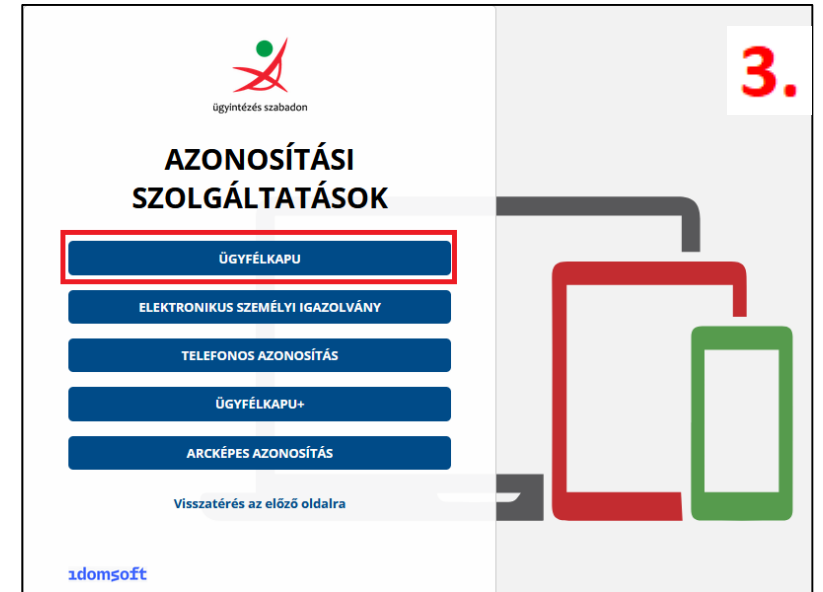 3.
ügyintézés szabadon
AZONOSÍTÁSI
SZOLGÁLTATÁSOK
ÜGYFÉLKAPU
ELEKTRONIKUS SZEMÉLYI IGAZOLVÁNY
TELEFONOS AZONOSÍTÁS
ÜGYFÉLKAPU+
ARCKÉPES AZONOSÍTÁS
Visszatérés az előző oldalra
1domsoft